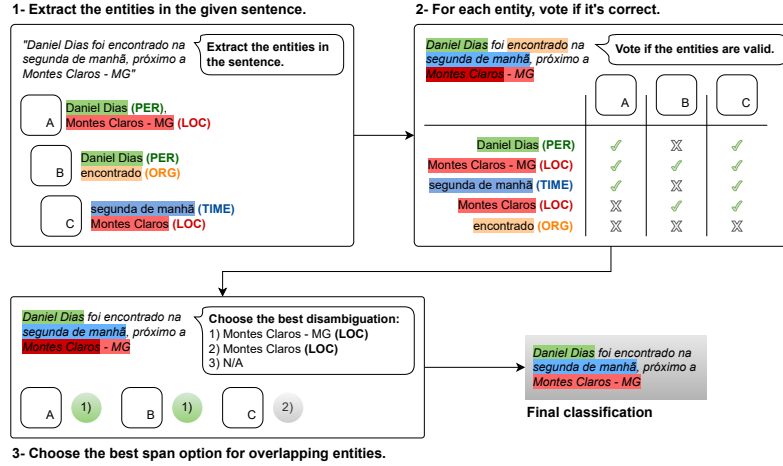 1- Extract the entities in the given sentence.
"Daniel Dias foi encontrado na
segunda de manhã, próximo a
Montes Claros - MG"
Extract the entities in
the sentence.
A
Daniel Dias (PER),
Montes Claros - MG (LOC)
B
Daniel Dias (PER)
encontrado (ORG)
C
segunda de manhã (TIME)
Montes Claros (LOC)
2- For each entity, vote if it's correct.
Daniel Dias foi encontrado na
segunda de manhã, próximo a
Montes Claros - MG
Vote if the entities are valid.
A B C
Daniel Dias (PER) ✓ X ✓
Montes Claros - MG (LOC) ✓ ✓ ✓
segunda de manhã (TIME) ✓ X ✓
Montes Claros (LOC) X ✓ ✓
encontrado (ORG) X X X
Daniel Dias foi encontrado na
segunda de manhã, próximo a
Montes Claros - MG
Choose the best disambiguation:
1) Montes Claros - MG (LOC)
2) Montes Claros (LOC)
3) N/A
A 1) B 1) C 2)
3- Choose the best span option for overlapping entities.
Daniel Dias foi encontrado na
segunda de manhã, próximo a
Montes Claros - MG
Final classification